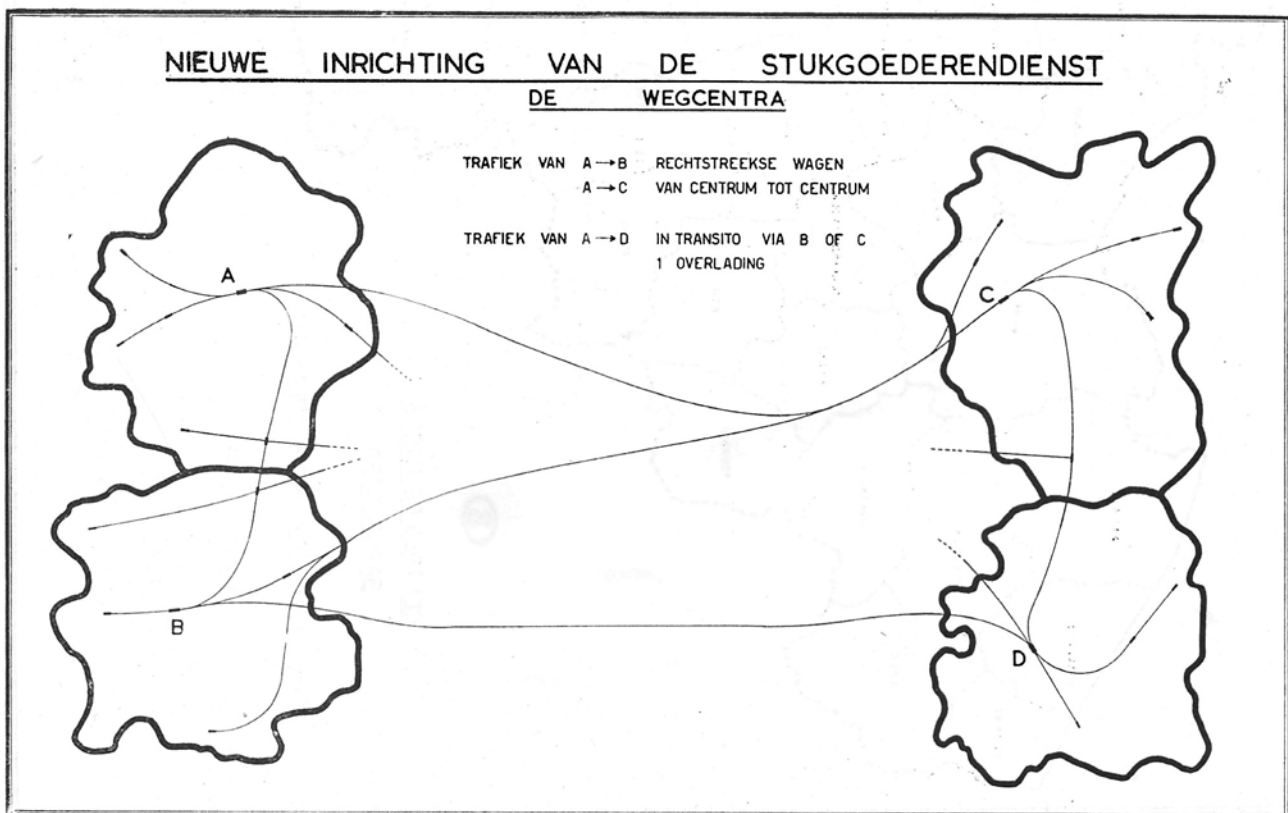 NIEUWE INRICHTING VAN DE STUKGOEDERENDIENST
DE WEGCENTRA
TRAFIEK VAN A→B RECHTSTREEKSE WAGEN
A→C VAN CENTRUM TOT CENTRUM
TRAFIEK VAN A→D IN TRANSITO VIA B OF C
1 OVERLADING
A
C
B
D